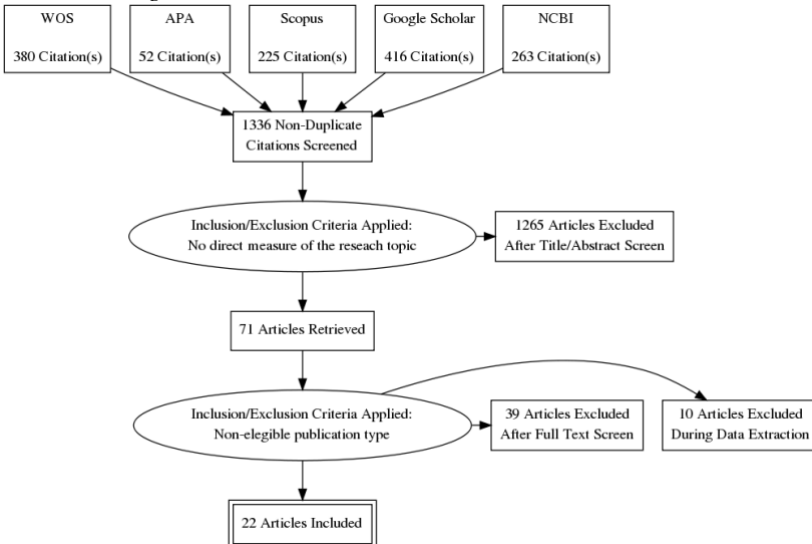 WOS
380 Citation(s)
APA
52 Citation(s)
Scopus
225 Citation(s)
Google Scholar
416 Citation(s)
NCBI
263 Citation(s)
1336 Non-Duplicate
Citations Screened
Inclusion/Exclusion Criteria Applied:
No direct measure of the reseach topic
1265 Articles Excluded
After Title/Abstract Screen
71 Articles Retrieved
Inclusion/Exclusion Criteria Applied:
Non-elegible publication type
39 Articles Excluded
After Full Text Screen
10 Articles Excluded
During Data Extraction
22 Articles Included